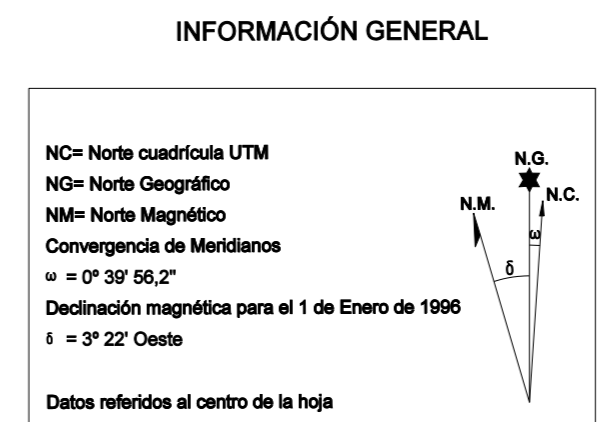 INFORMACIÓN GENERAL
NC= Norte cuadrícula UTM
NG= Norte Geográfico
NM= Norte Magnético
Convergencia de Meridianos
ω = 0º 39' 56,2"
Declinación magnética para el 1 de Enero de 1996
δ = 3º 22' Oeste
Datos referidos al centro de la hoja
N.G.
N.M.
N.C.
ω
δ